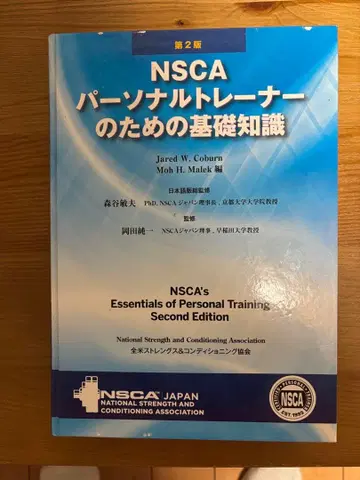 第2版
NSCA
パーソナルトレーナー
のための基礎知識
Jared W. Coburn
Moh H. Malek 編
日本語版総監修
森谷敏夫 PhD, NSCAジャパン理事長, 京都大学大学院教授
監修
岡田純一 NSCAジャパン理事, 早稲田大学教授
NSCA's
Essentials of Personal Training
Second Edition
National Strength and Conditioning Association
全米ストレングス&コンディショニング協会
NSCA JAPAN
NATIONAL STRENGTH AND
CONDITIONING ASSOCIATION
NSCA